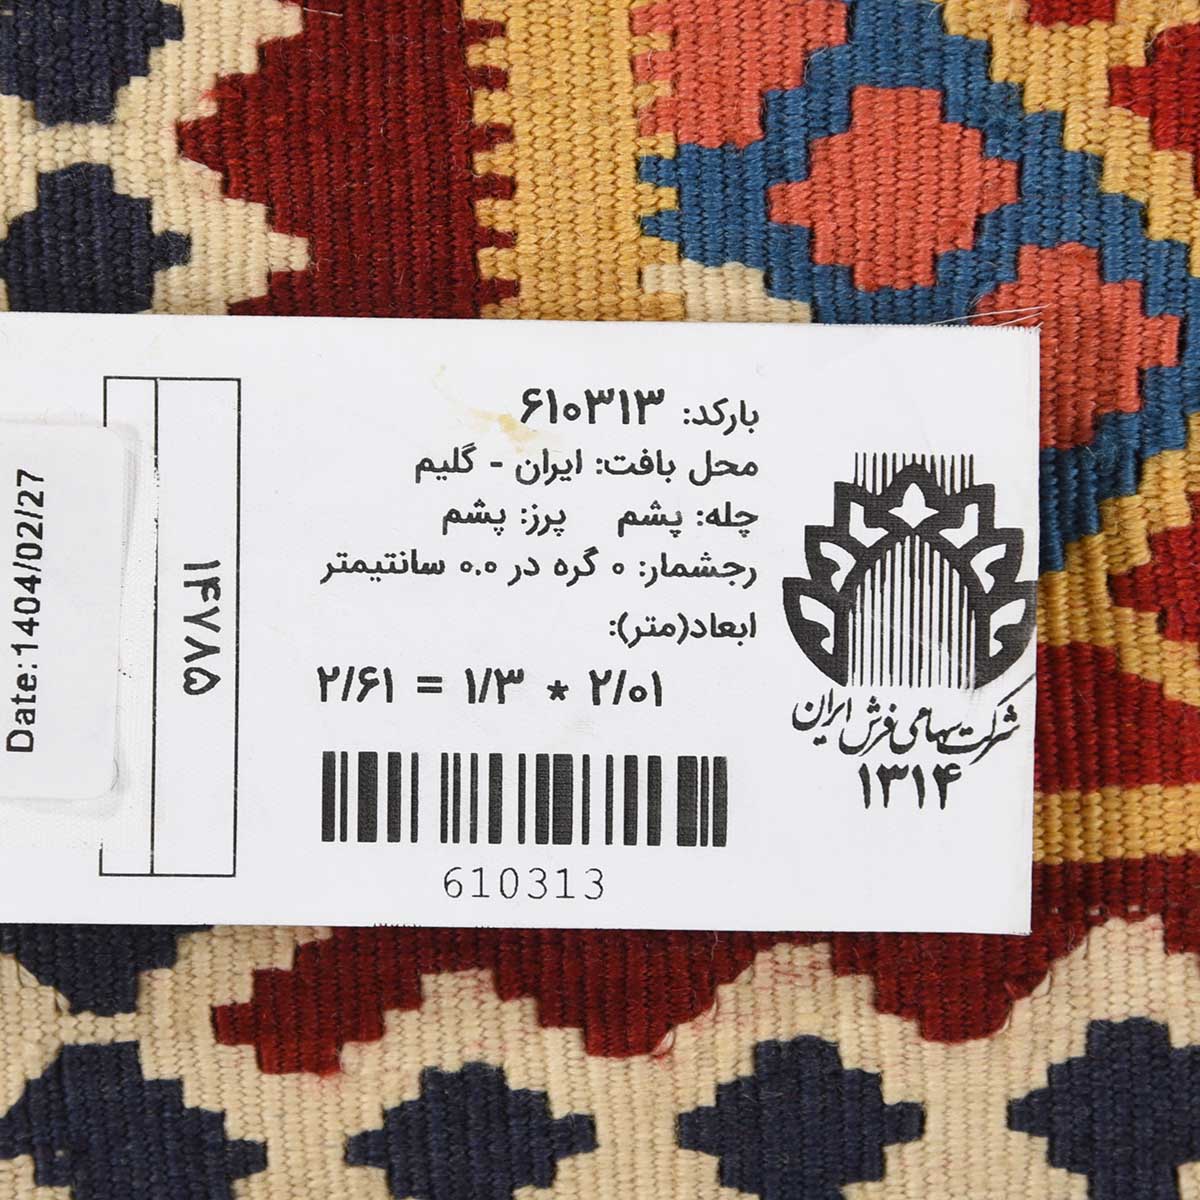 بارکد: ۶۱۰۳۱۳
محل بافت: ایران - گلیم
چله: پشم    پرز: پشم
رجشمار: ۰ گره در ۰.۰ سانتیمتر
ابعاد(متر):
۲/۰۱ * ۱/۳ = ۲/۶۱
610313
شرکت سهامی فرش ایران
۱۳۱۴
۱۴۷۸۵
Date:1404/02/27